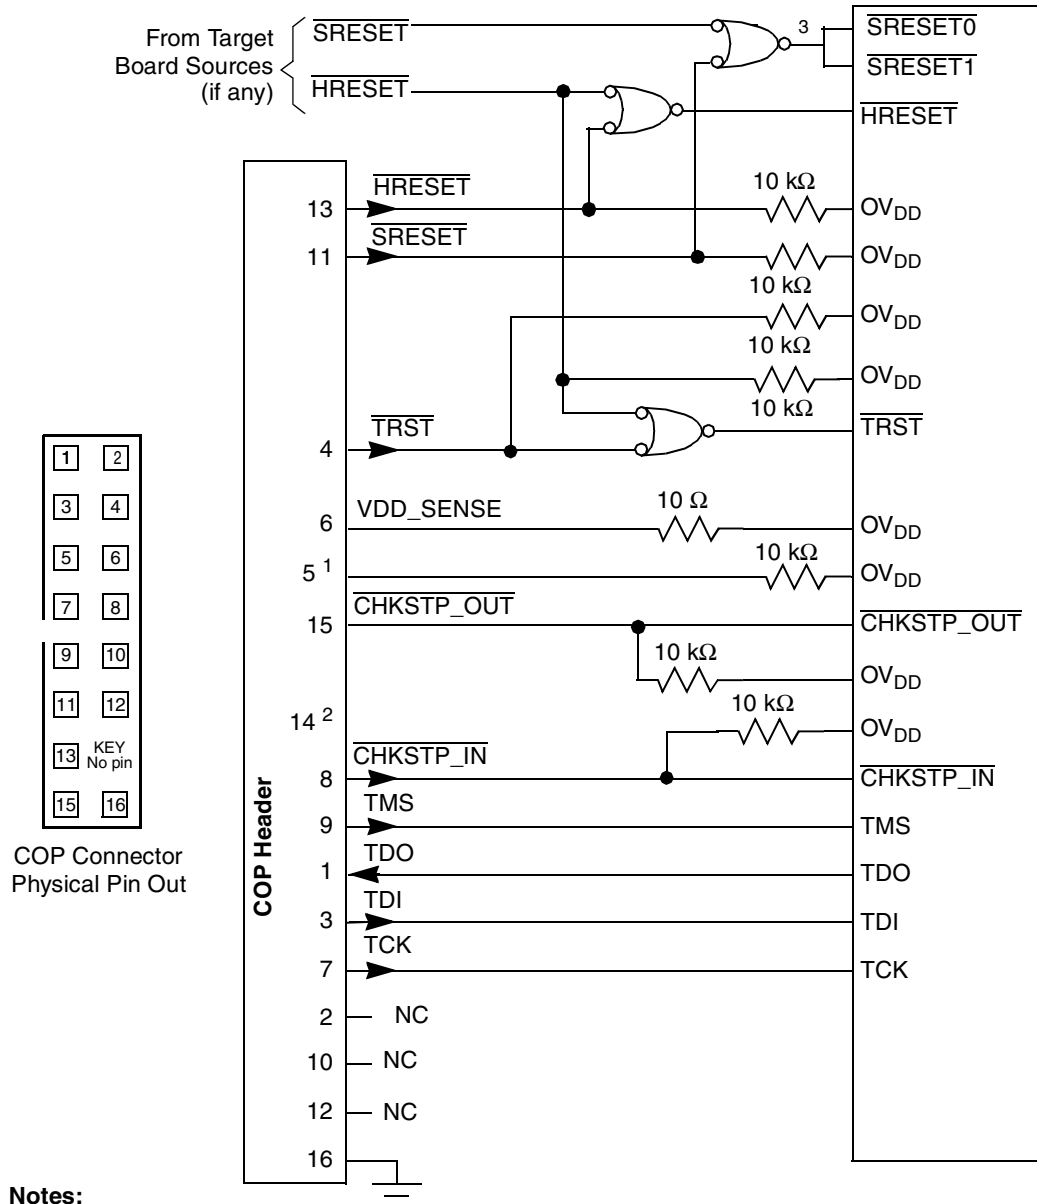 From Target
Board Sources
(if any)
SRESET
HRESET
3
SRESET0
SRESET1
HRESET
13
HRESET
10 kΩ
OVDD
11
SRESET
10 kΩ
OVDD
10 kΩ
OVDD
10 kΩ
OVDD
4
TRST
TRST
6
VDD_SENSE
10 Ω
OVDD
5 1
10 kΩ
OVDD
15
CHKSTP_OUT
CHKSTP_OUT
10 kΩ
OVDD
14 2
10 kΩ
OVDD
8
CHKSTP_IN
CHKSTP_IN
9
TMS
TMS
1
TDO
TDO
3
TDI
TDI
7
TCK
TCK
2 NC
10 NC
12 NC
16
COP Header
1 2
3 4
5 6
7 8
9 10
11 12
13 KEY
No pin
15 16
COP Connector
Physical Pin Out
Notes: